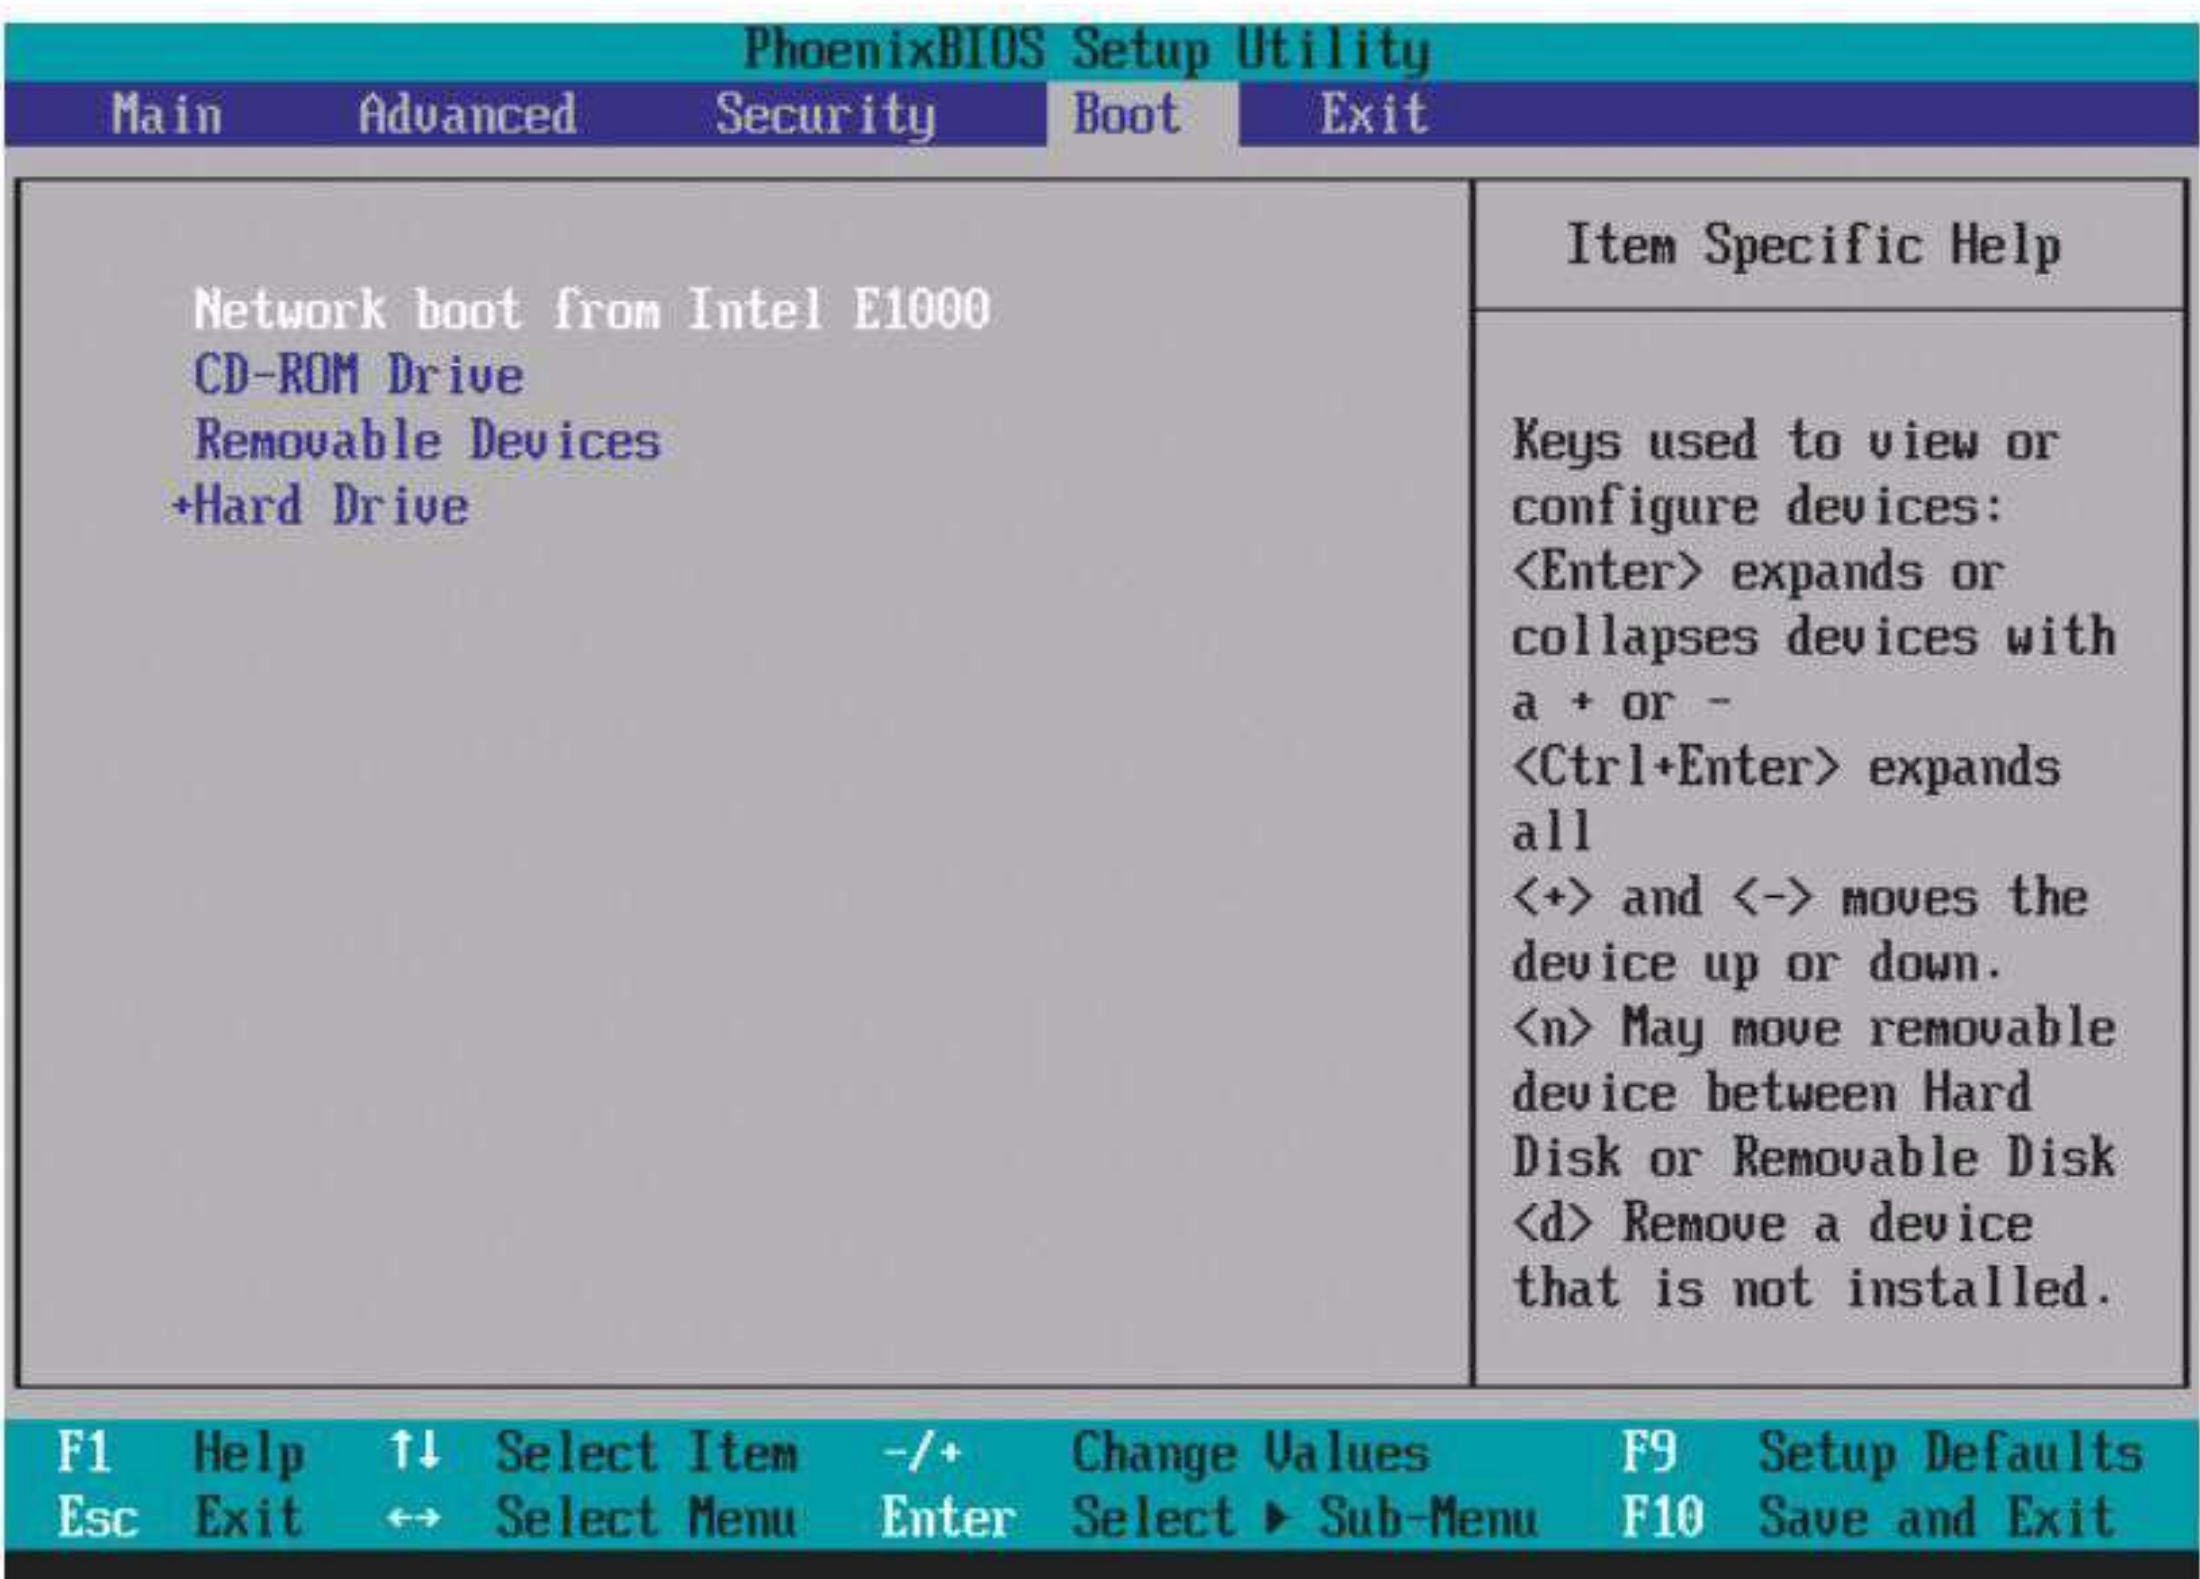 PhoenixBIOS Setup Utility
Main Advanced Security Boot Exit
Network boot from Intel E1000
CD-ROM Drive
Removable Devices
+Hard Drive
Item Specific Help
Keys used to view or
configure devices:
<Enter> expands or
collapses devices with
a + or -
<Ctrl+Enter> expands
all
<+> and <-> moves the
device up or down.
<n> May move removable
device between Hard
Disk or Removable Disk
<d> Remove a device
that is not installed.
F1 Help ↑↓ Select Item -/+ Change Values F9 Setup Defaults
Esc Exit ↔ Select Menu Enter Select ▶ Sub-Menu F10 Save and Exit